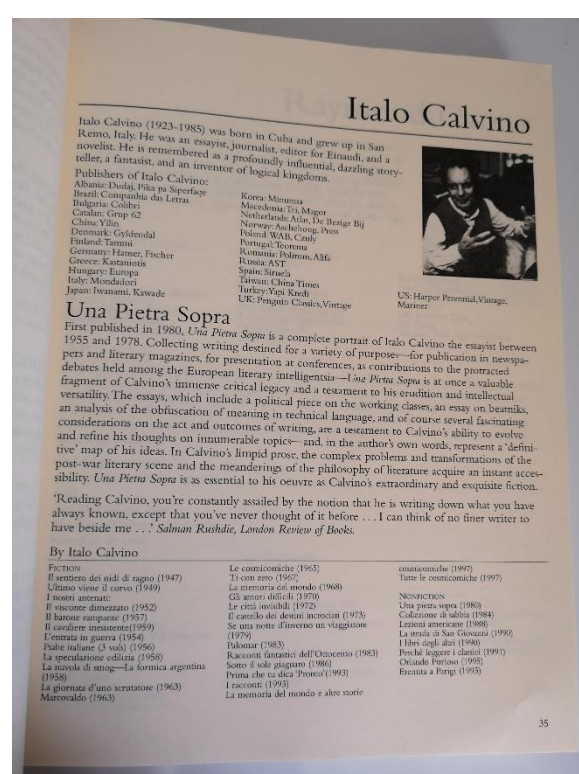 Italo Calvino
Italo Calvino (1923–1985) was born in Cuba and grew up in San
Remo, Italy. He was an essayist, journalist, editor for Einaudi, and a
novelist. He is remembered as a profoundly influential, dazzling story-
teller, a fantasist, and an inventor of logical kingdoms.
Publishers of Italo Calvino:
Albania: Dudaj, Pika pa Siperfaqe
Brazil: Companhia das Letras
Bulgaria: Colibri
Catalan: Grup 62
China: Yilin
Denmark: Gyldendal
Finland: Tammi
Germany: Hanser, Fischer
Greece: Kastaniotis
Hungary: Europa
Italy: Mondadori
Japan: Iwanami, Kawade
Korea: Minumsa
Macedonia: Tri, Magor
Netherlands: Atlas, De Bezige Bij
Norway: Aschehoug, Press
Poland: WAB, Czuly
Portugal: Teorema
Romania: Polirom, Allfa
Russia: AST
Spain: Siruela
Taiwan: China Times
Turkey: Yapi Kredi
UK: Penguin Classics, Vintage
US: Harper Perennial, Vintage,
Mariner
Una Pietra Sopra
First published in 1980, Una Pietra Sopra is a complete portrait of Italo Calvino the essayist between
1955 and 1978. Collecting writing destined for a variety of purposes—for publication in newspa-
pers and literary magazines, for presentation at conferences, as contributions to the protracted
debates held among the European literary intelligentsia—Una Pietra Sopra is at once a valuable
fragment of Calvino's immense critical legacy and a testament to his erudition and intellectual
versatility. The essays, which include a political piece on the working classes, an essay on beatniks,
an analysis of the obfuscation of meaning in technical language, and of course several fascinating
considerations on the act and outcomes of writing, are a testament to Calvino's ability to evolve
and refine his thoughts on innumerable topics—and, in the author's own words, represent a 'defini-
tive' map of his ideas. In Calvino's limpid prose, the complex problems and transformations of the
post-war literary scene and the meanderings of the philosophy of literature acquire an instant acces-
sibility. Una Pietra Sopra is as essential to his oeuvre as Calvino's extraordinary and exquisite fiction.
'Reading Calvino, you're constantly assailed by the notion that he is writing down what you have
always known, except that you've never thought of it before . . . I can think of no finer writer to
have beside me . . .' Salman Rushdie, London Review of Books.
By Italo Calvino
FICTION
Il sentiero dei nidi di ragno (1947)
Ultimo viene il corvo (1949)
I nostri antenati:
Il visconte dimezzato (1952)
Il barone rampante (1957)
Il cavaliere inesistente(1959)
L'entrata in guerra (1954)
Fiabe italiane (3 vols) (1956)
La speculazione edilizia (1958)
La nuvola di smog—La formica argentina
(1958)
La giornata d'uno scrutatore (1963)
Marcovaldo (1963)
Le cosmicomiche (1965)
Ti con zero (1967)
La memoria del mondo (1968)
Gli amori difficili (1970)
Le città invisibili (1972)
Il castello dei destini incrociati (1973)
Se una notte d'inverno un viaggiatore
(1979)
Palomar (1983)
Racconti fantastici dell'Ottocento (1983)
Sotto il sole giaguaro (1986)
Prima che tu dica 'Pronto'(1993)
I racconti (1993)
La memoria del mondo e altre storie
cosmicomiche (1997)
Tutte le cosmicomiche (1997)
NONFICTION
Una pietra sopra (1980)
Collezione di sabbia (1984)
Lezioni americane (1988)
La strada di San Giovanni (1990)
I libri degli altri (1990)
Perché leggere i classici (1991)
Orlando Furioso (1995)
Eremita a Parigi (1993)
35